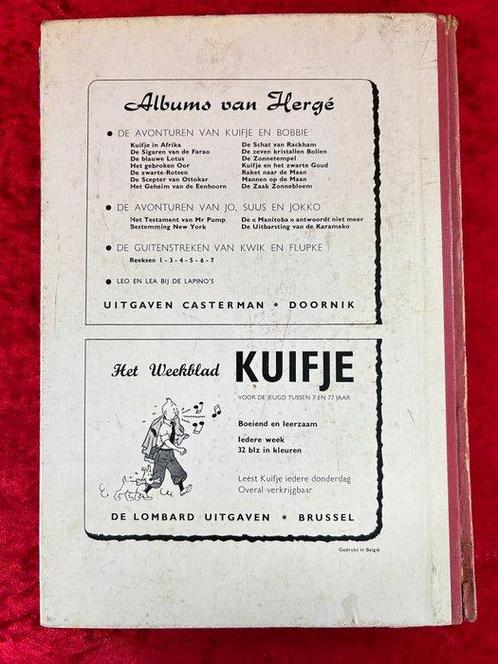 Albums van Hergé
DE AVONTUREN VAN KUIFJE EN BOBBIE
Kuifje in Afrika
De Sigaren van de Farao
De blauwe Lotus
Het gebroken Oor
De zwarte-Rotsen
De Scepter van Ottokar
Het Geheim van de Eenhoorn
De Schat van Rackham
De zeven kristallen Bollen
De Zonnetempel
Kuifje en het zwarte Goud
Raket naar de Maan
Mannen op de Maan
De Zaak Zonnebloem
DE AVONTUREN VAN JO, SUUS EN JOKKO
Het Testament van Mr Pump
Bestemming New York
De « Manitoba » antwoordt niet meer
De Uitbarsting van de Karamako
DE GUITENSTREKEN VAN KWIK EN FLUPKE
Reeksen 1 - 3 - 4 - 5 - 6 - 7
LEO EN LEA BIJ DE LAPINO'S
UITGAVEN CASTERMAN * DOORNIK
Het Weekblad KUIFJE
VOOR DE JEUGD TUSSEN 7 EN 77 JAAR
Boeiend en leerzaam
Iedere week
32 blz in kleuren
Leest Kuifje iedere donderdag
Overal verkrijgbaar
DE LOMBARD UITGAVEN * BRUSSEL
Gedrukt in België